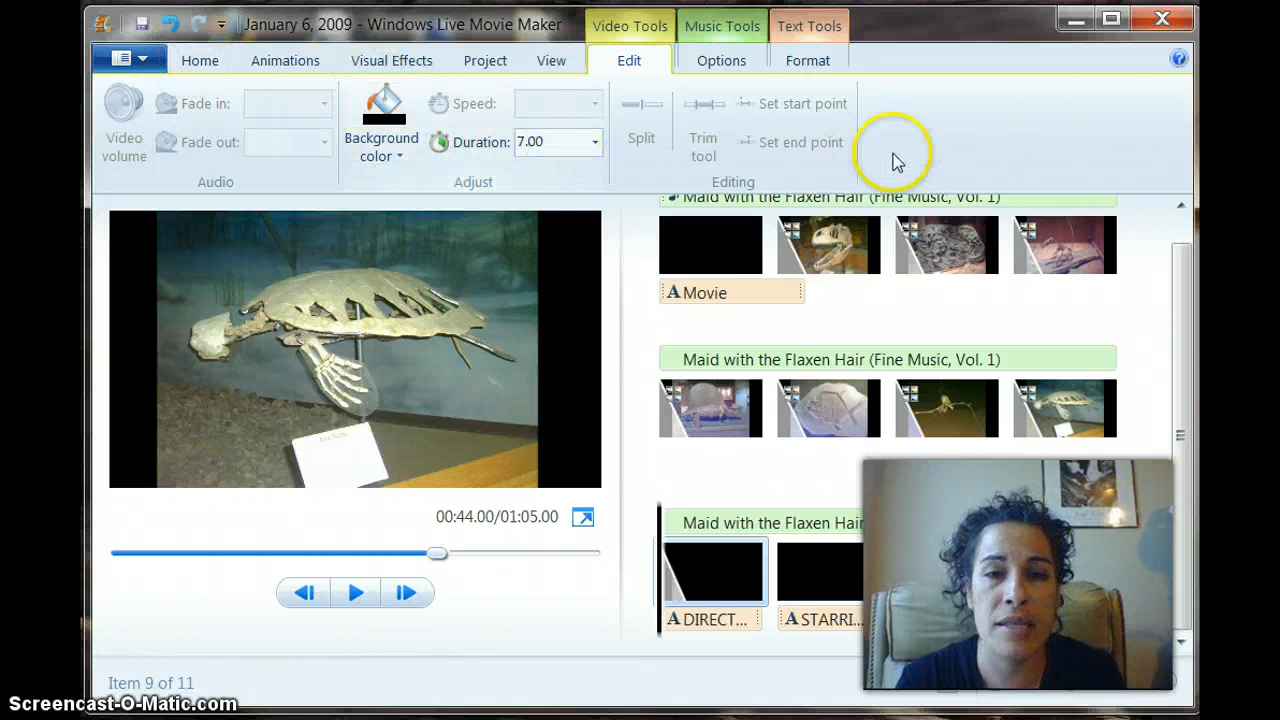 January 6, 2009 - Windows Live Movie Maker
Video Tools
Music Tools
Text Tools
Home
Animations
Visual Effects
Project
View
Edit
Options
Format
Video volume
Fade in:
Fade out:
Audio
Background color
Speed:
Duration: 7.00
Adjust
Split
Trim tool
Set start point
Set end point
Editing
Maid with the Flaxen Hair (Fine Music, Vol. 1)
A Movie
Maid with the Flaxen Hair (Fine Music, Vol. 1)
00:44.00/01:05.00
Maid with the Flaxen Hair
A DIRECT...
A STARRI...
Item 9 of 11
Screencast-O-Matic.com